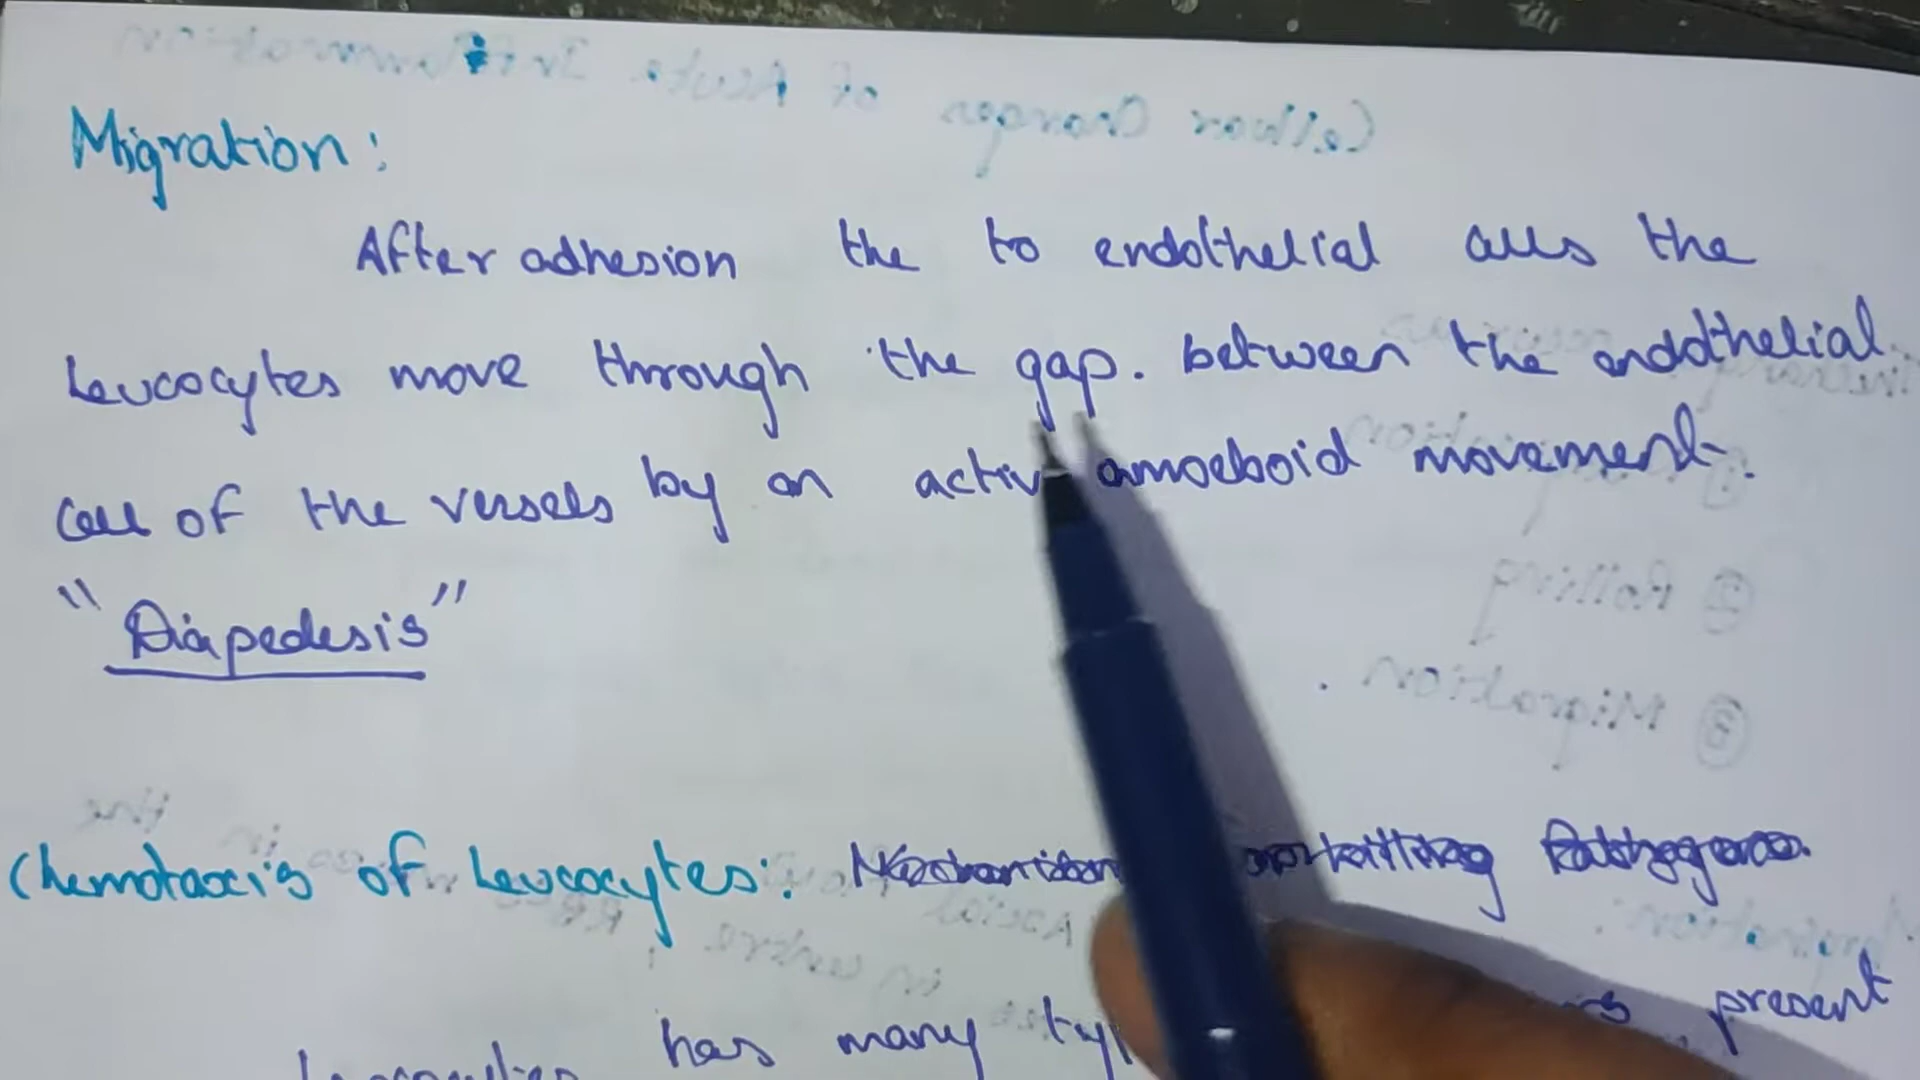 Migration:
After adhesion the to endothelial cells the
Leucocytes move through the gap. between the endothelial
cell of the vessels by an activ amoeboid movement.
"Diapedesis"
Chemotaxis of Leucocytes:
has many present